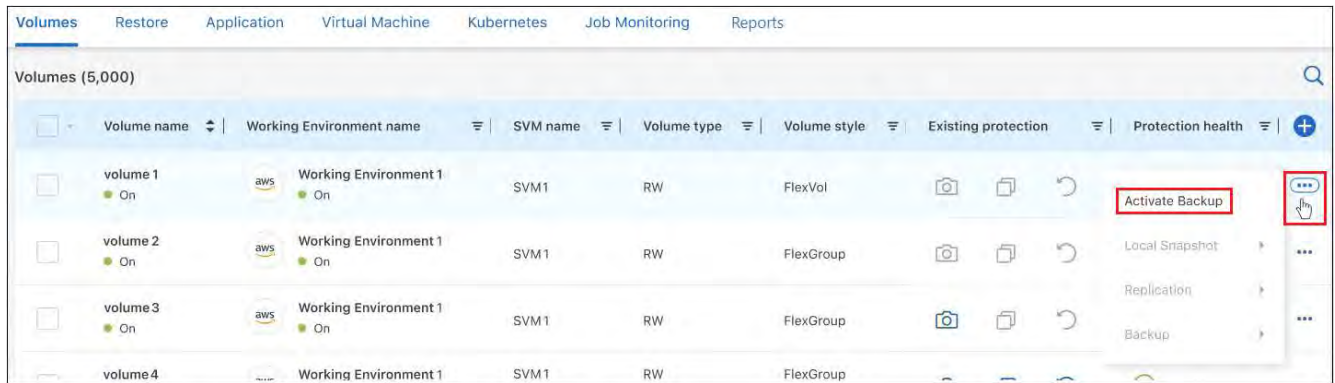 Volumes Restore Application Virtual Machine Kubernetes Job Monitoring Reports
Volumes (5,000)
Volume name Working Environment name SVM name Volume type Volume style Existing protection Protection health
volume 1 aws Working Environment 1 SVM1 RW FlexVol
On On
Activate Backup
volume 2 aws Working Environment 1 SVM1 RW FlexGroup
On On
Local Snapshot
Replication
volume 3 aws Working Environment 1 SVM1 RW FlexGroup
On On
Backup
volume 4 aws Working Environment 1 SVM1 RW FlexGroup